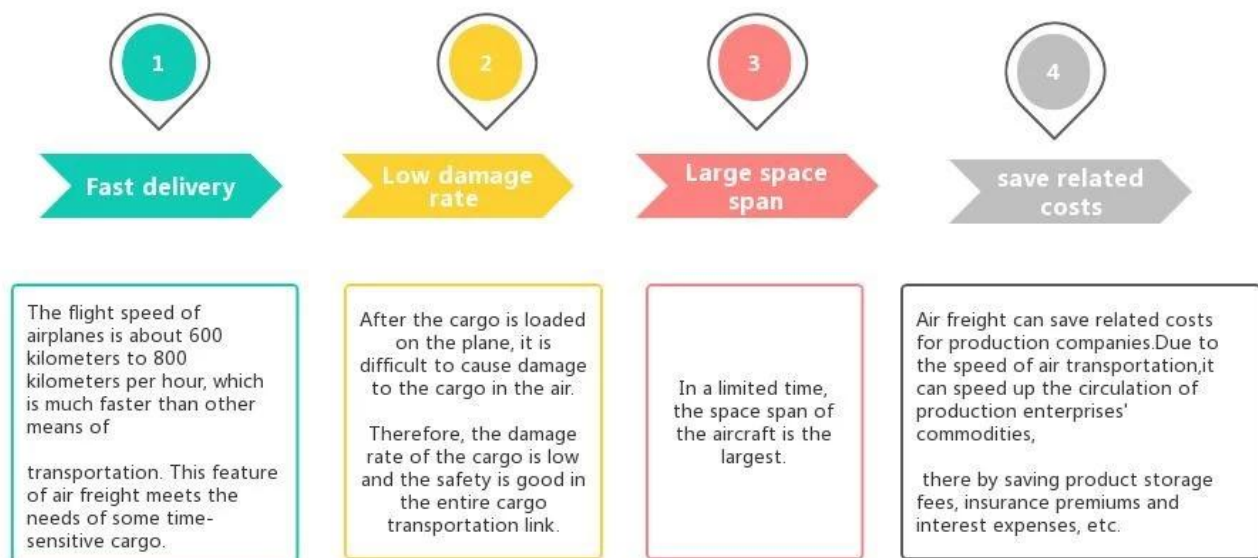 1
Fast delivery
The flight speed of
airplanes is about 600
kilometers to 800
kilometers per hour, which
is much faster than other
means of
transportation. This feature
of air freight meets the
needs of some time-
sensitive cargo.
2
Low damage
rate
After the cargo is loaded
on the plane, it is
difficult to cause damage
to the cargo in the air.
Therefore, the damage
rate of the cargo is low
and the safety is good in
the entire cargo
transportation link.
3
Large space
span
In a limited time,
the space span of
the aircraft is the
largest.
4
save related
costs
Air freight can save related costs
for production companies.Due to
the speed of air transportation,it
can speed up the circulation of
production enterprises'
commodities,
there by saving product storage
fees, insurance premiums and
interest expenses, etc.